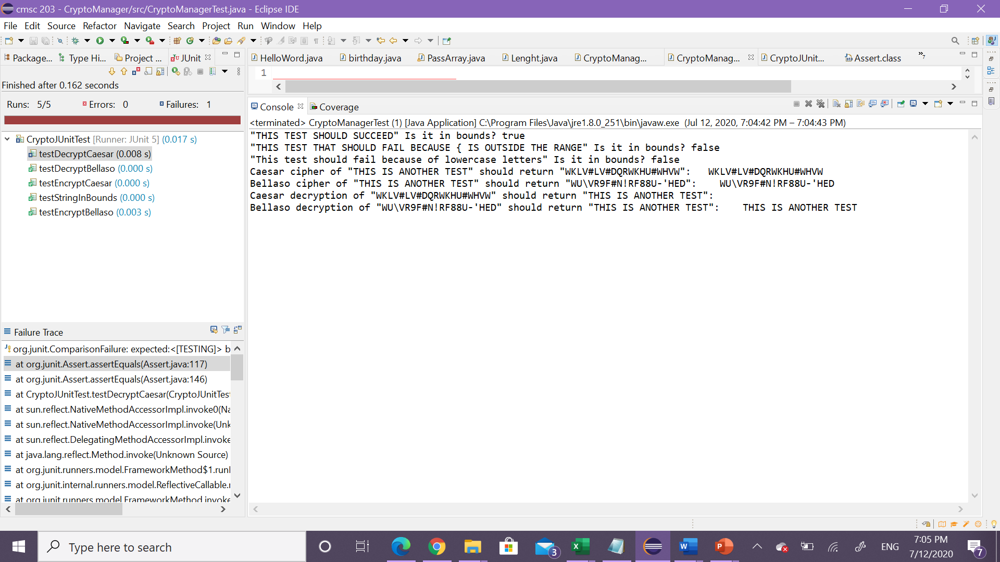 cmsc 203 - CryptoManager/src/CryptoManagerTest.java - Eclipse IDE
File Edit Source Refactor Navigate Search Project Run Window Help
Package... Type Hi... Project ... JUnit
HelloWord.java birthday.java PassArray.java Lenght.java CryptoManag... CryptoManag... CryptoJUnit... Assert.class »7
1
Finished after 0.162 seconds
Runs: 5/5 Errors: 0 Failures: 1
CryptoJUnitTest [Runner: JUnit 5] (0.017 s)
testDecryptCaesar (0.008 s)
testDecryptBellaso (0.000 s)
testEncryptCaesar (0.000 s)
testStringInBounds (0.000 s)
testEncryptBellaso (0.003 s)
Failure Trace
org.junit.ComparisonFailure: expected:<[TESTING]> b
at org.junit.Assert.assertEquals(Assert.java:117)
at org.junit.Assert.assertEquals(Assert.java:146)
at CryptoJUnitTest.testDecryptCaesar(CryptoJUnitTest
at sun.reflect.NativeMethodAccessorImpl.invoke0(Na
at sun.reflect.NativeMethodAccessorImpl.invoke(Unk
at sun.reflect.DelegatingMethodAccessorImpl.invoke
at java.lang.reflect.Method.invoke(Unknown Source)
at org.junit.runners.model.FrameworkMethod$1.runR
at org.junit.internal.runners.model.ReflectiveCallable.r
at org.junit.runners.model.FrameworkMethod.invoke
Console Coverage
<terminated> CryptoManagerTest (1) [Java Application] C:\Program Files\Java\jre1.8.0_251\bin\javaw.exe (Jul 12, 2020, 7:04:42 PM – 7:04:43 PM)
"THIS TEST SHOULD SUCCEED" Is it in bounds? true
"THIS TEST THAT SHOULD FAIL BECAUSE { IS OUTSIDE THE RANGE" Is it in bounds? false
"This test should fail because of lowercase letters" Is it in bounds? false
Caesar cipher of "THIS IS ANOTHER TEST" should return "WKLV#LV#DQRWKHU#WHVW": WKLV#LV#DQRWKHU#WHVW
Bellaso cipher of "THIS IS ANOTHER TEST" should return "WU\VR9F#N!RF88U-'HED": WU\VR9F#N!RF88U-'HED
Caesar decryption of "WKLV#LV#DQRWKHU#WHVW" should return "THIS IS ANOTHER TEST":
Bellaso decryption of "WU\VR9F#N!RF88U-'HED" should return "THIS IS ANOTHER TEST": THIS IS ANOTHER TEST
Type here to search
3
ENG
7:05 PM
7/12/2020
7